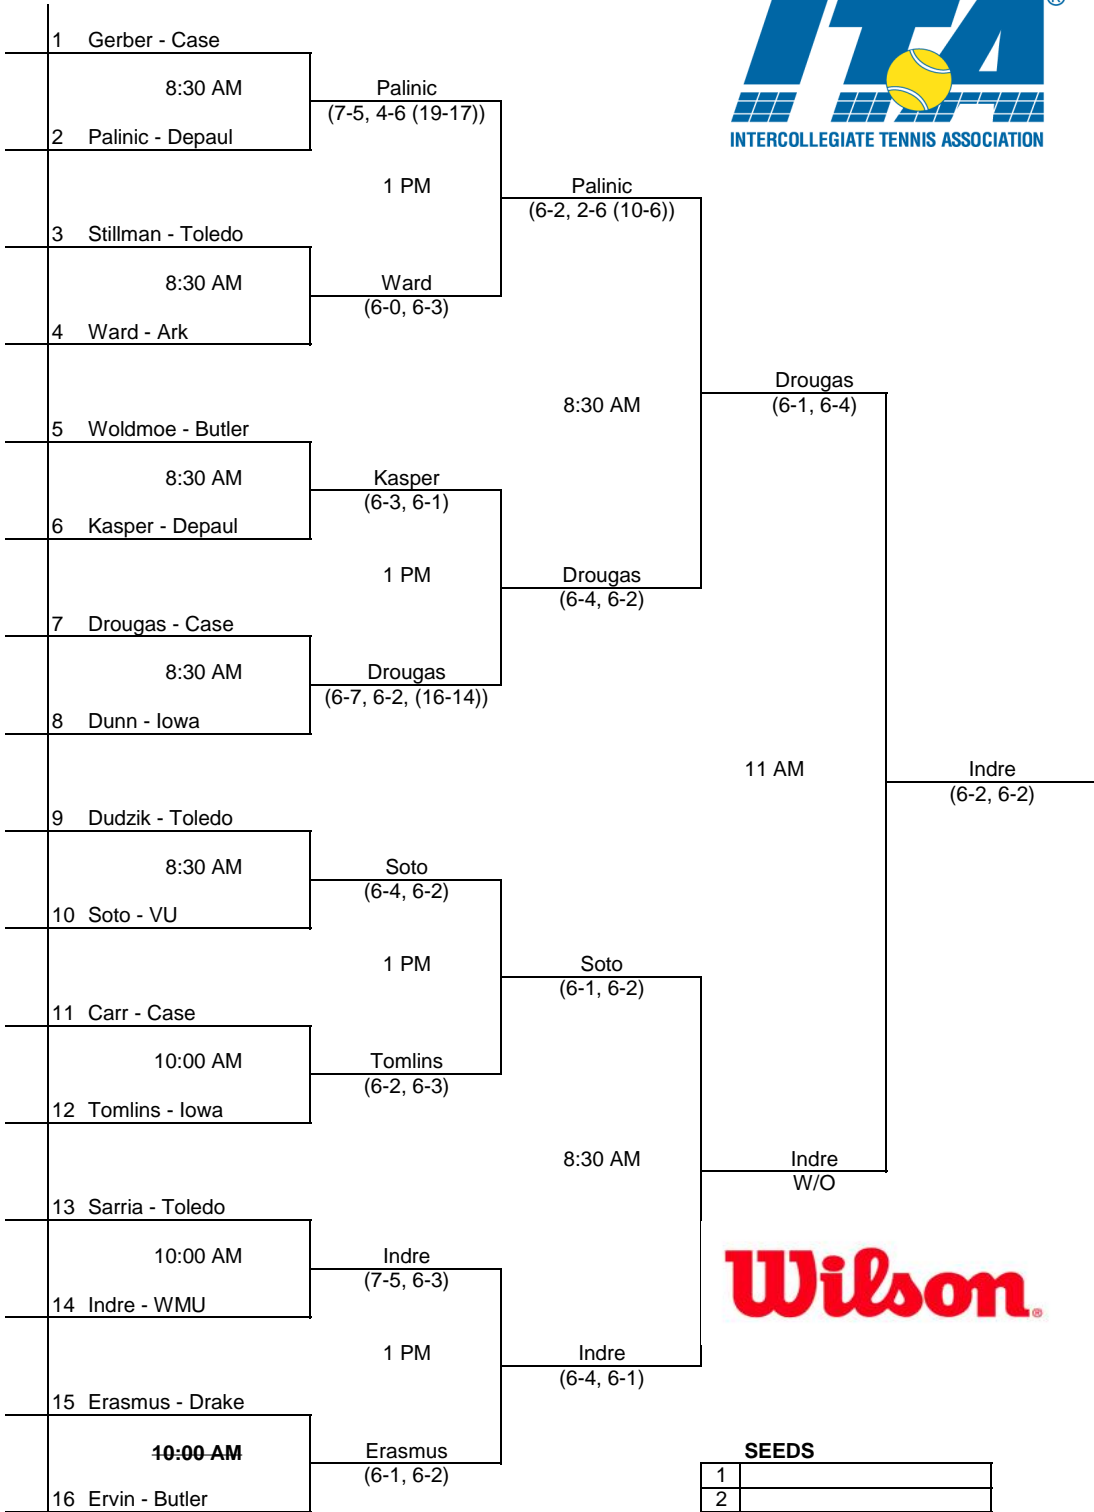 ITA®
INTERCOLLEGIATE TENNIS ASSOCIATION
1 Gerber - Case
8:30 AM
Palinic
(7-5, 4-6 (19-17))
2 Palinic - Depaul
1 PM
Palinic
(6-2, 2-6 (10-6))
3 Stillman - Toledo
8:30 AM
Ward
(6-0, 6-3)
4 Ward - Ark
8:30 AM
Drougas
(6-1, 6-4)
5 Woldmoe - Butler
8:30 AM
Kasper
(6-3, 6-1)
6 Kasper - Depaul
1 PM
Drougas
(6-4, 6-2)
7 Drougas - Case
8:30 AM
Drougas
(6-7, 6-2, (16-14))
8 Dunn - Iowa
11 AM
Indre
(6-2, 6-2)
9 Dudzik - Toledo
8:30 AM
Soto
(6-4, 6-2)
10 Soto - VU
1 PM
Soto
(6-1, 6-2)
11 Carr - Case
10:00 AM
Tomlins
(6-2, 6-3)
12 Tomlins - Iowa
8:30 AM
Indre
W/O
13 Sarria - Toledo
10:00 AM
Indre
(7-5, 6-3)
14 Indre - WMU
Wilson®
1 PM
Indre
(6-4, 6-1)
15 Erasmus - Drake
10:00 AM
Erasmus
(6-1, 6-2)
16 Ervin - Butler
SEEDS
1
2